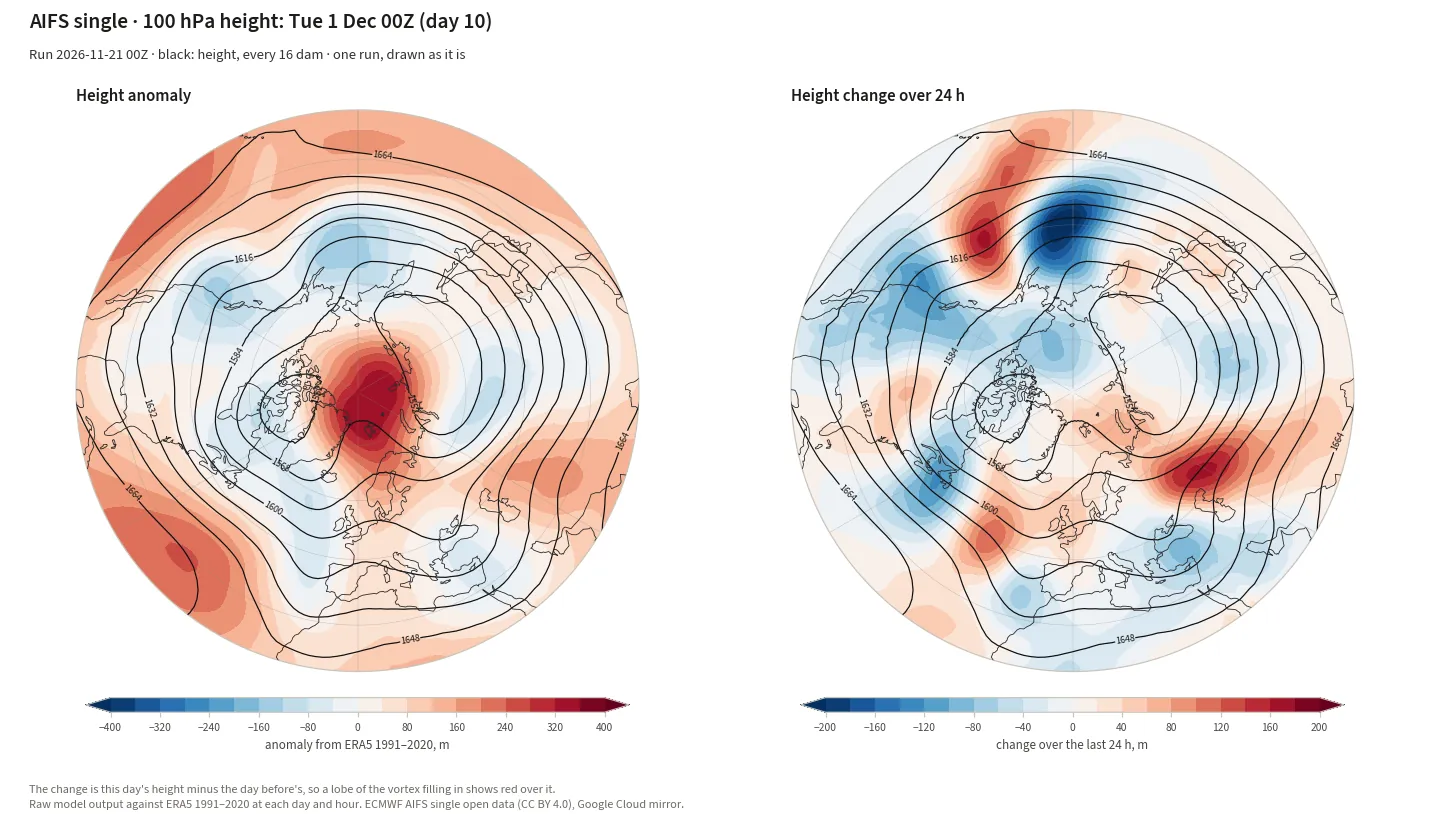 AIFS single · 100 hPa height: Tue 1 Dec 00Z (day 10)
Run 2026-11-21 00Z · black: height, every 16 dam · one run, drawn as it is
Height anomaly
Height change over 24 h
1664
1616
1584
1632
1568
1600
1664
1664
1648
1664
1616
1584
1632
1568
1600
1664
1664
1648
−400 −320 −240 −160 −80 0 80 160 240 320 400
anomaly from ERA5 1991–2020, m
−200 −160 −120 −80 −40 0 40 80 120 160 200
change over the last 24 h, m
The change is this day's height minus the day before's, so a lobe of the vortex filling in shows red over it.
Raw model output against ERA5 1991–2020 at each day and hour. ECMWF AIFS single open data (CC BY 4.0), Google Cloud mirror.